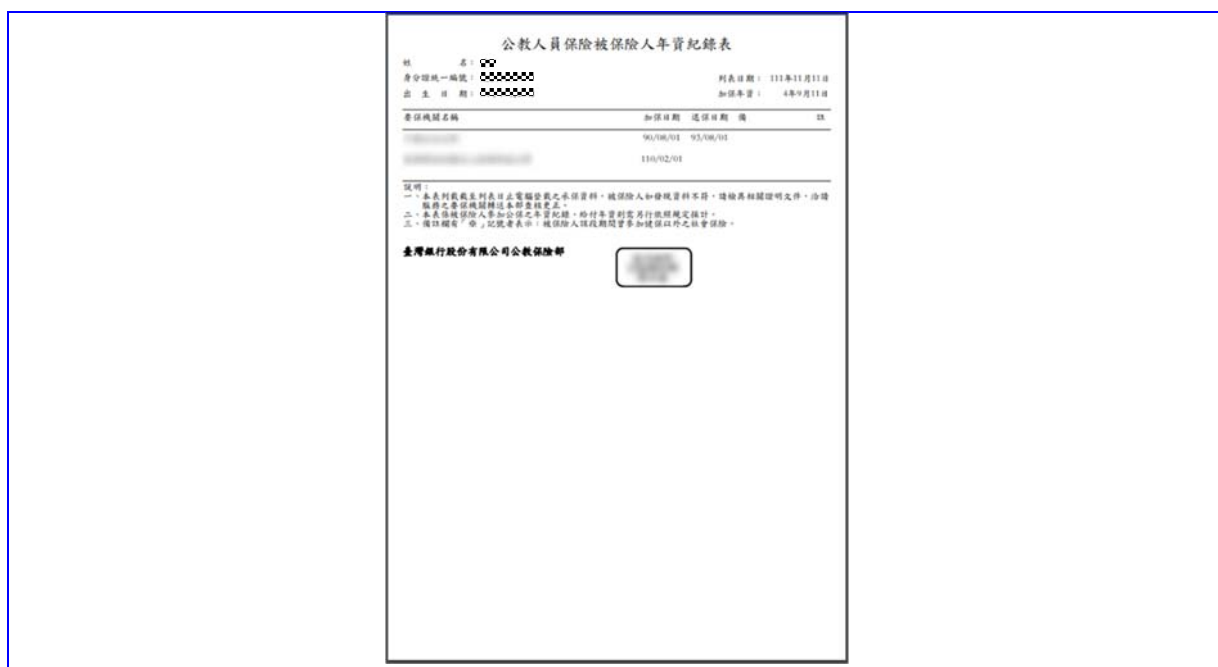 公教人員保險被保險人年資紀錄表
姓 名：
身分證統一編號：
列表日期： 111年11月11日
出 生 日 期：
加保年資： 4年9月11日
要保機關名稱 加保日期 退保日期 備 註
90/08/01 93/08/01
110/02/01
說明：
一、本表列載截至列表日止電腦登載之承保資料，被保險人如發現資料不符，請檢具相關證明文件，洽請
服務之要保機關轉送本部查核更正。
二、本表係被保險人參加公保之年資紀錄，給付年資則需另行依照規定採計。
三、備註欄有「※」記號者表示：被保險人該段期間曾參加健保以外之社會保險。
臺灣銀行股份有限公司公教保險部